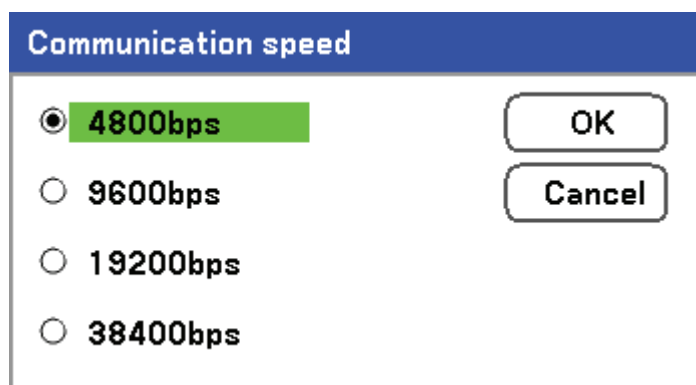 Communication speed
4800bps
OK
9600bps
Cancel
19200bps
38400bps